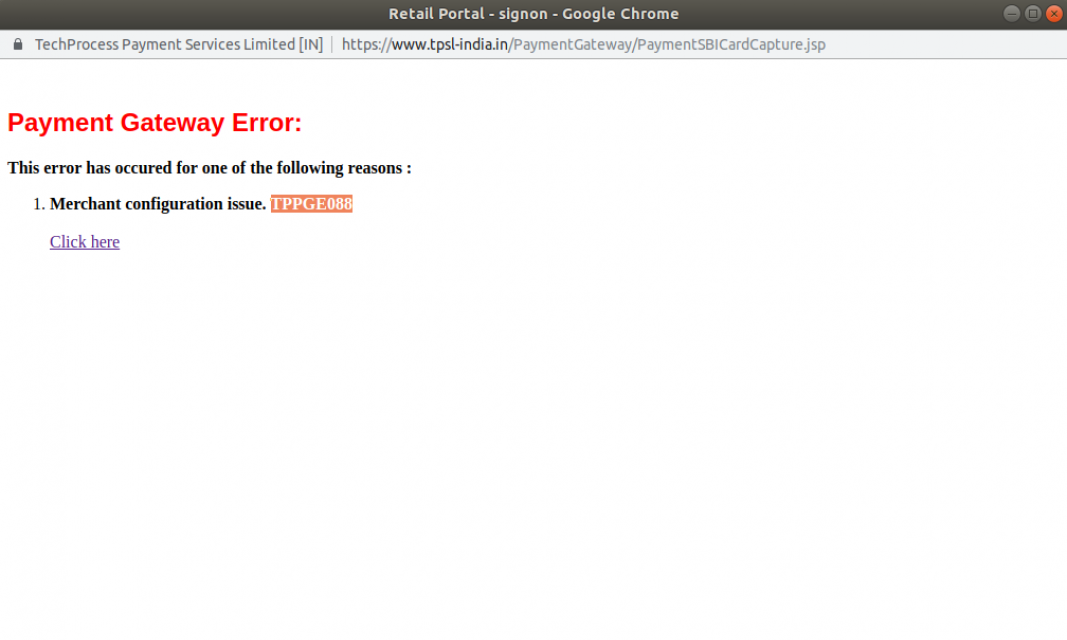 Retail Portal - signon - Google Chrome
TechProcess Payment Services Limited [IN] https://www.tpsl-india.in/PaymentGateway/PaymentSBICardCapture.jsp
Payment Gateway Error:
This error has occured for one of the following reasons :
1. Merchant configuration issue. TPPGE088
Click here